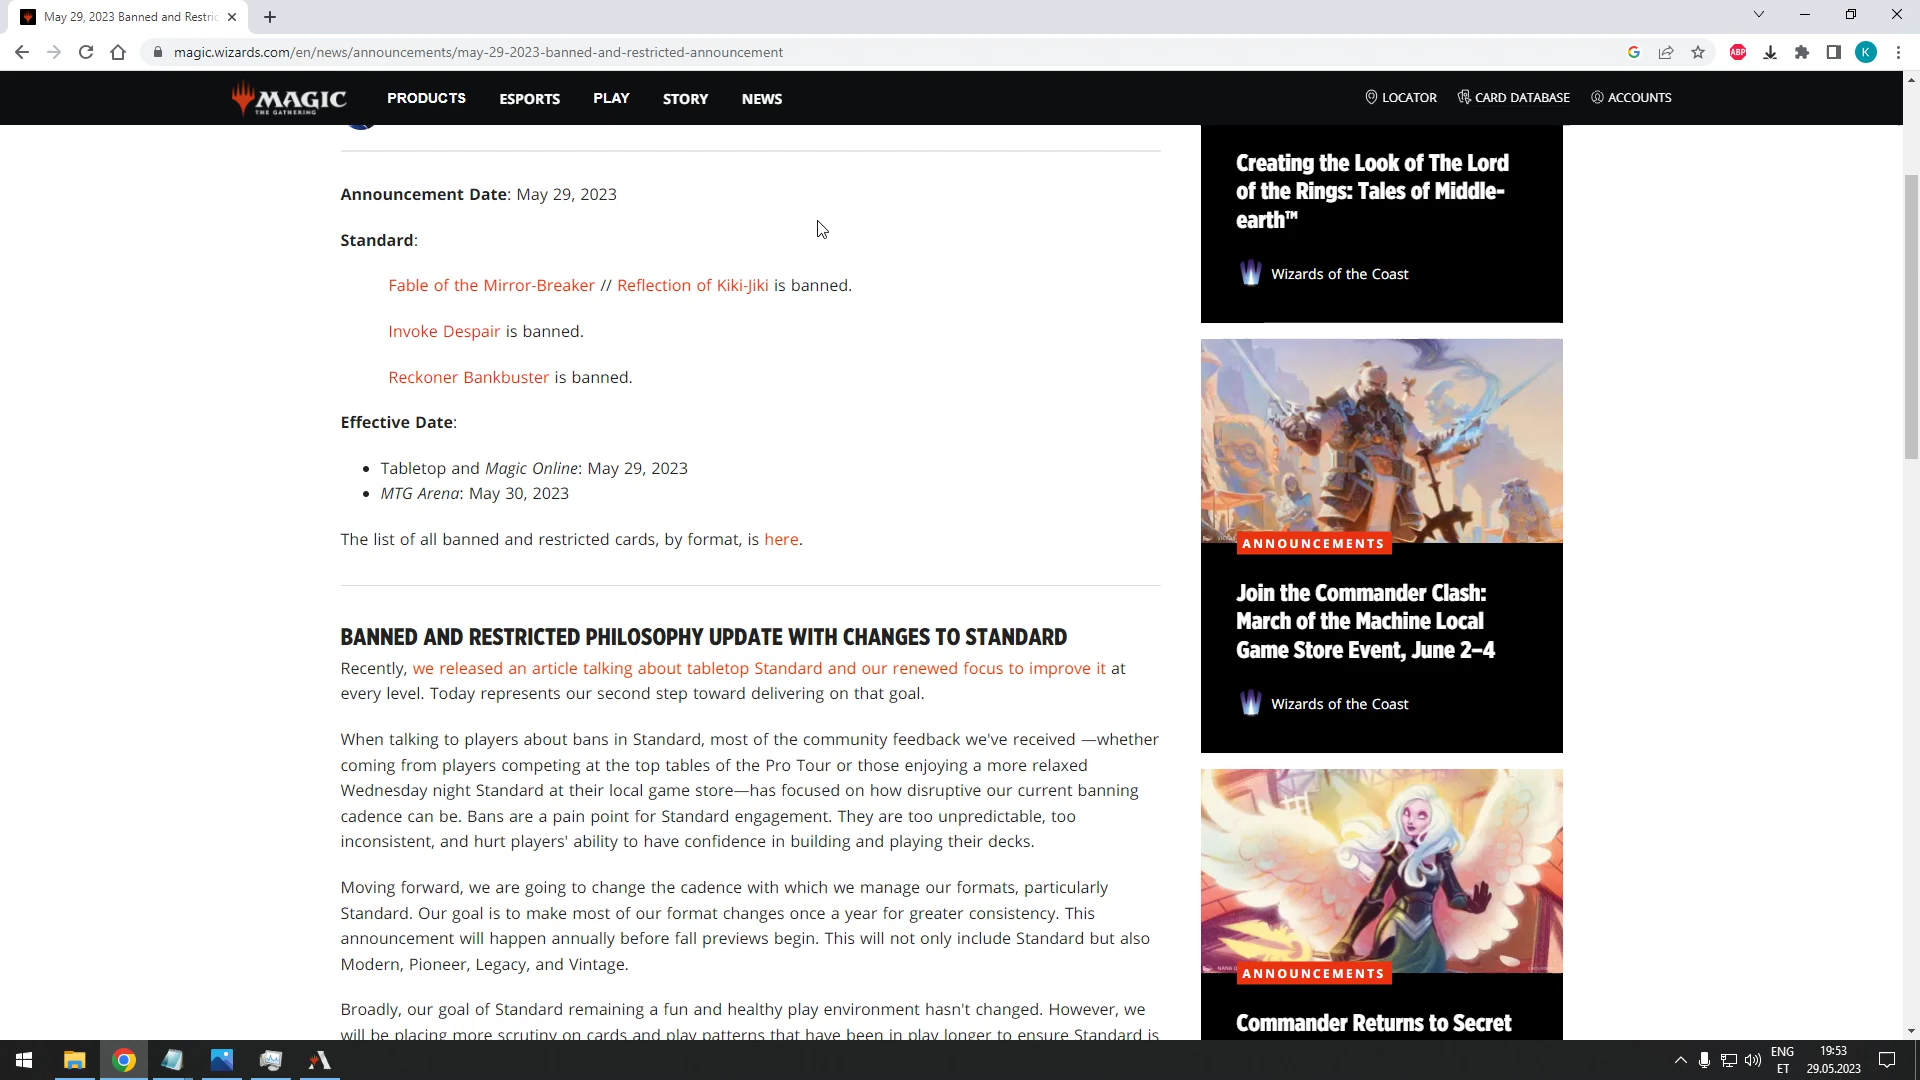 May 29, 2023 Banned and Restric
magic.wizards.com/en/news/announcements/may-29-2023-banned-and-restricted-announcement
ABP
K
MAGIC
THE GATHERING
PRODUCTS
ESPORTS
PLAY
STORY
NEWS
LOCATOR
CARD DATABASE
ACCOUNTS
Announcement Date: May 29, 2023
Standard:
Fable of the Mirror-Breaker // Reflection of Kiki-Jiki is banned.
Invoke Despair is banned.
Reckoner Bankbuster is banned.
Effective Date:
• Tabletop and Magic Online: May 29, 2023
• MTG Arena: May 30, 2023
The list of all banned and restricted cards, by format, is here.
BANNED AND RESTRICTED PHILOSOPHY UPDATE WITH CHANGES TO STANDARD
Recently, we released an article talking about tabletop Standard and our renewed focus to improve it at
every level. Today represents our second step toward delivering on that goal.
When talking to players about bans in Standard, most of the community feedback we've received —whether
coming from players competing at the top tables of the Pro Tour or those enjoying a more relaxed
Wednesday night Standard at their local game store—has focused on how disruptive our current banning
cadence can be. Bans are a pain point for Standard engagement. They are too unpredictable, too
inconsistent, and hurt players' ability to have confidence in building and playing their decks.
Moving forward, we are going to change the cadence with which we manage our formats, particularly
Standard. Our goal is to make most of our format changes once a year for greater consistency. This
announcement will happen annually before fall previews begin. This will not only include Standard but also
Modern, Pioneer, Legacy, and Vintage.
Broadly, our goal of Standard remaining a fun and healthy play environment hasn't changed. However, we
will be placing more scrutiny on cards and play patterns that have been in play longer to ensure Standard is
Creating the Look of The Lord
of the Rings: Tales of Middle-
earth™
Wizards of the Coast
ANNOUNCEMENTS
Join the Commander Clash:
March of the Machine Local
Game Store Event, June 2–4
Wizards of the Coast
ANNOUNCEMENTS
Commander Returns to Secret
ENG
ET
19:53
29.05.2023